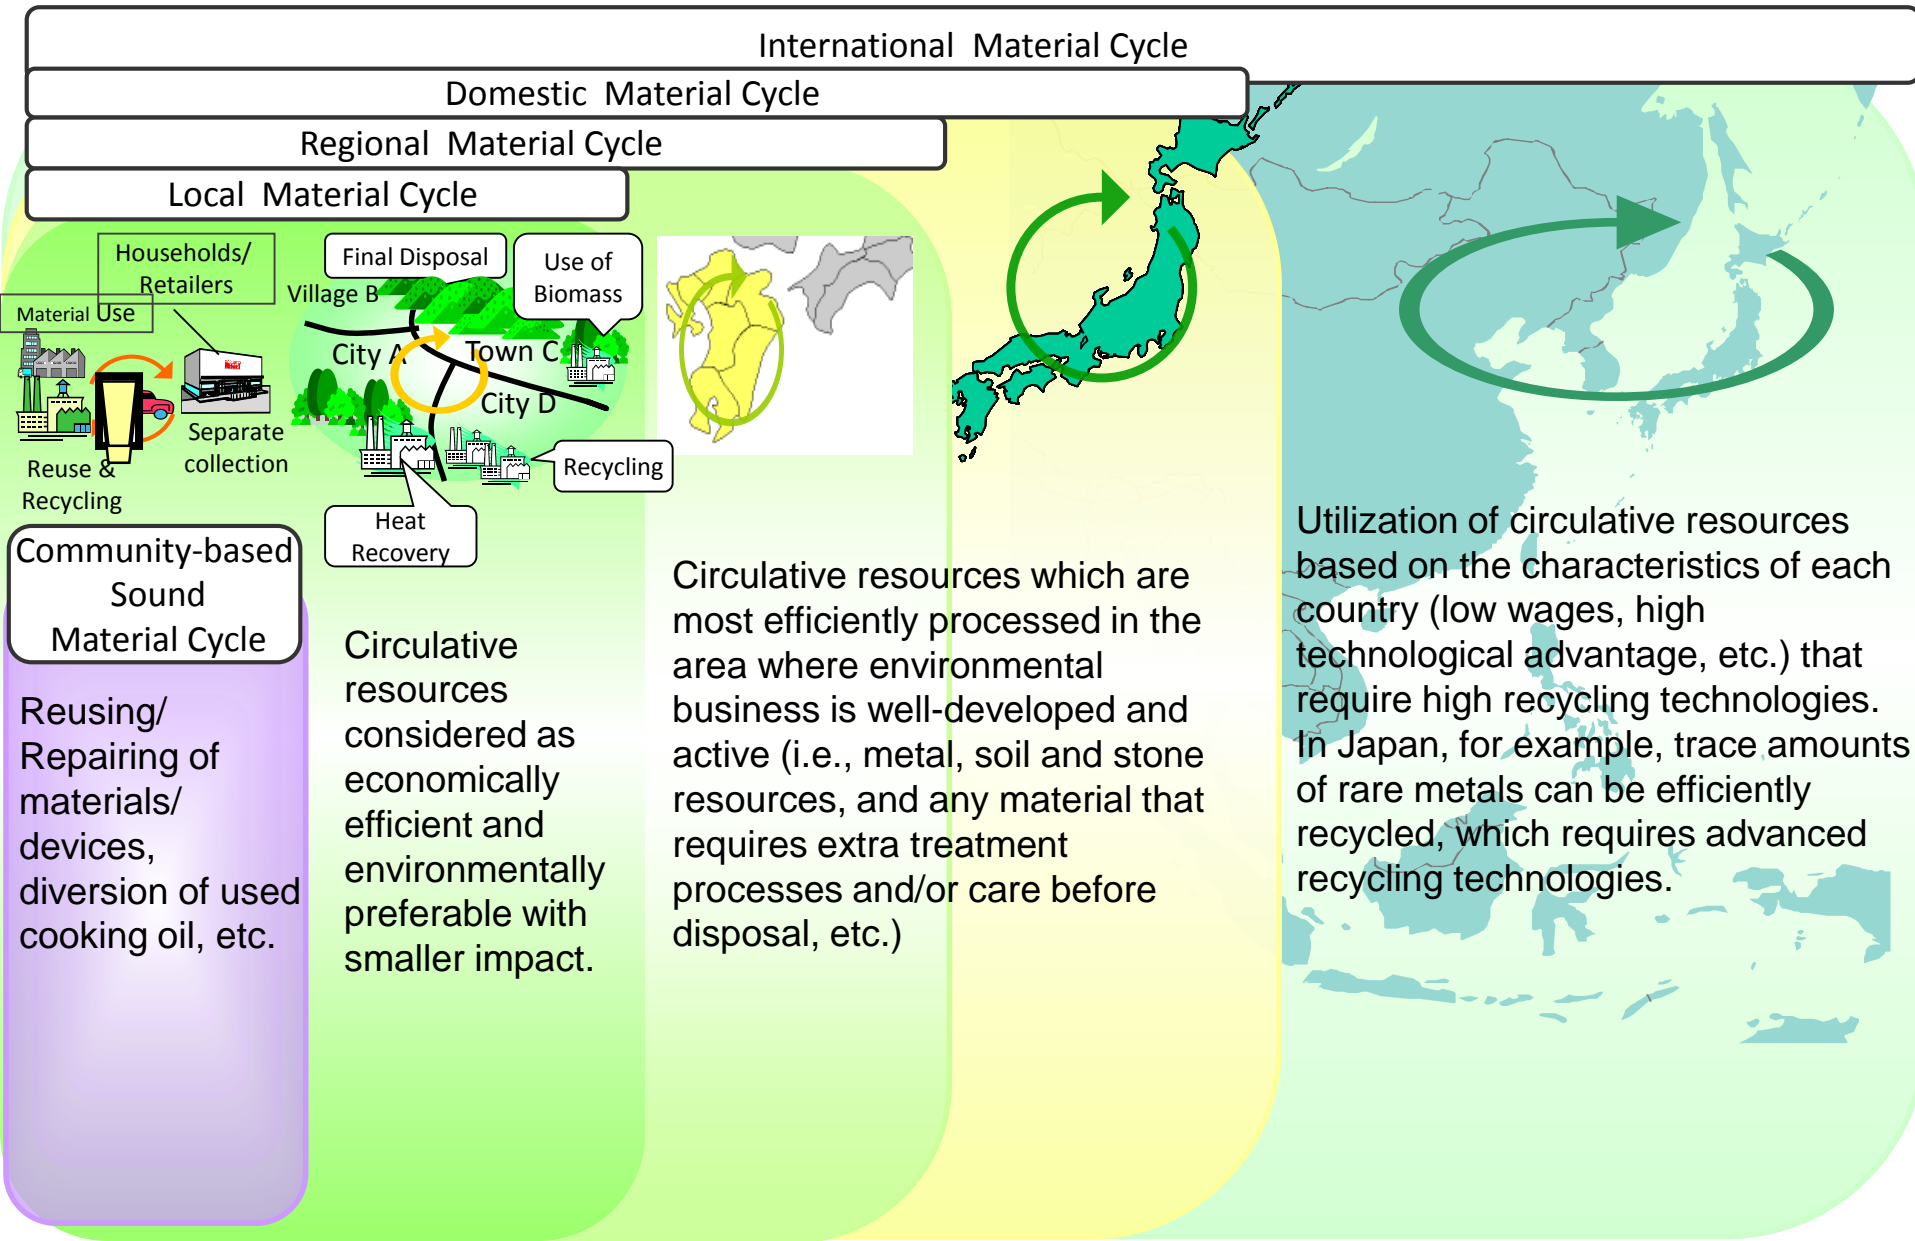 International Material Cycle
Domestic Material Cycle
Regional Material Cycle
Local Material Cycle
Households/
Retailers
Material Use
Final Disposal
Use of
Biomass
Village B
City A
Town C
City D
Separate
collection
Reuse &
Recycling
Recycling
Heat
Recovery
Community-based
Sound
Material Cycle
Reusing/
Repairing of
materials/
devices,
diversion of used
cooking oil, etc.
Circulative
resources
considered as
economically
efficient and
environmentally
preferable with
smaller impact.
Circulative resources which are
most efficiently processed in the
area where environmental
business is well-developed and
active (i.e., metal, soil and stone
resources, and any material that
requires extra treatment
processes and/or care before
disposal, etc.)
Utilization of circulative resources
based on the characteristics of each
country (low wages, high
technological advantage, etc.) that
require high recycling technologies.
In Japan, for example, trace amounts
of rare metals can be efficiently
recycled, which requires advanced
recycling technologies.